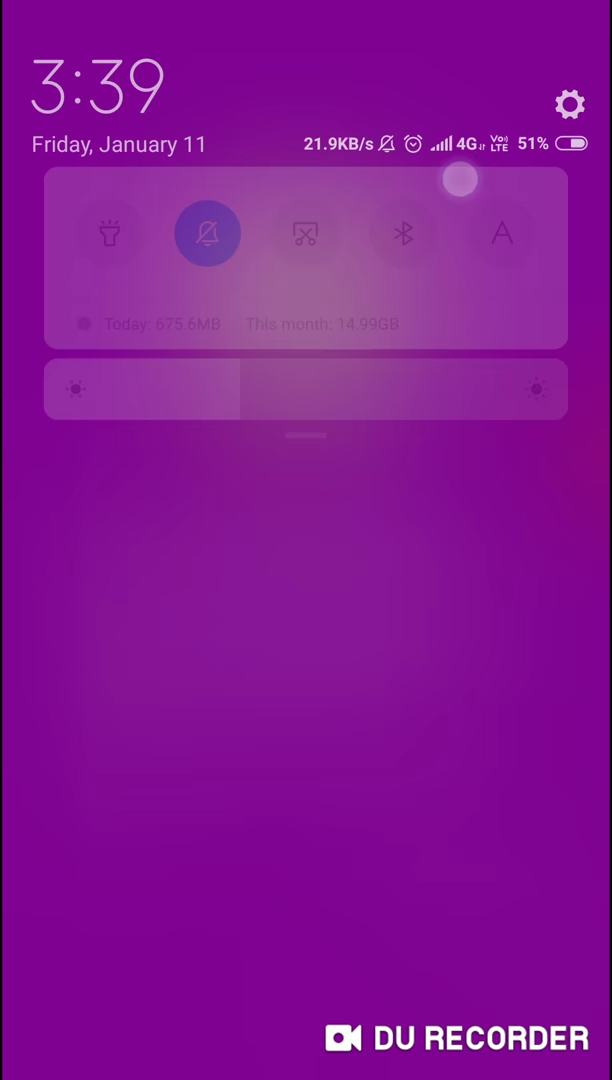 3:39
Friday, January 11
21.9KB/s 4G Vo) LTE 51%
A
Today: 675.6MB This month: 14.99GB
DU RECORDER